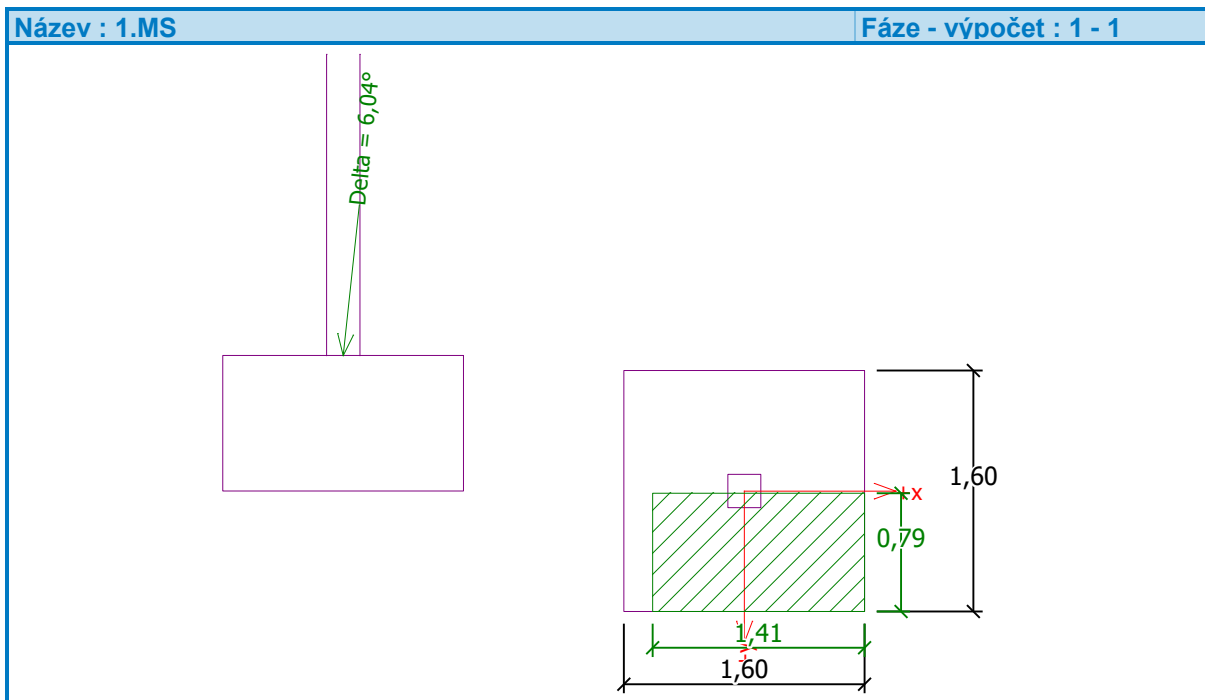 Název : 1.MS
Fáze - výpočet : 1 - 1
Delta = 6,04°
1,60
+x
0,79
1,41
1,60